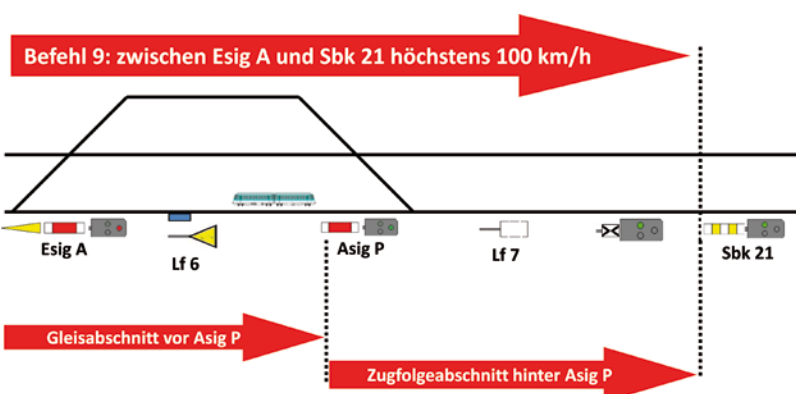 Befehl 9: zwischen Esig A und Sbk 21 höchstens 100 km/h
Esig A
Lf 6
Asig P
Lf 7
Sbk 21
Gleisabschnitt vor Asig P
Zugfolgeabschnitt hinter Asig P